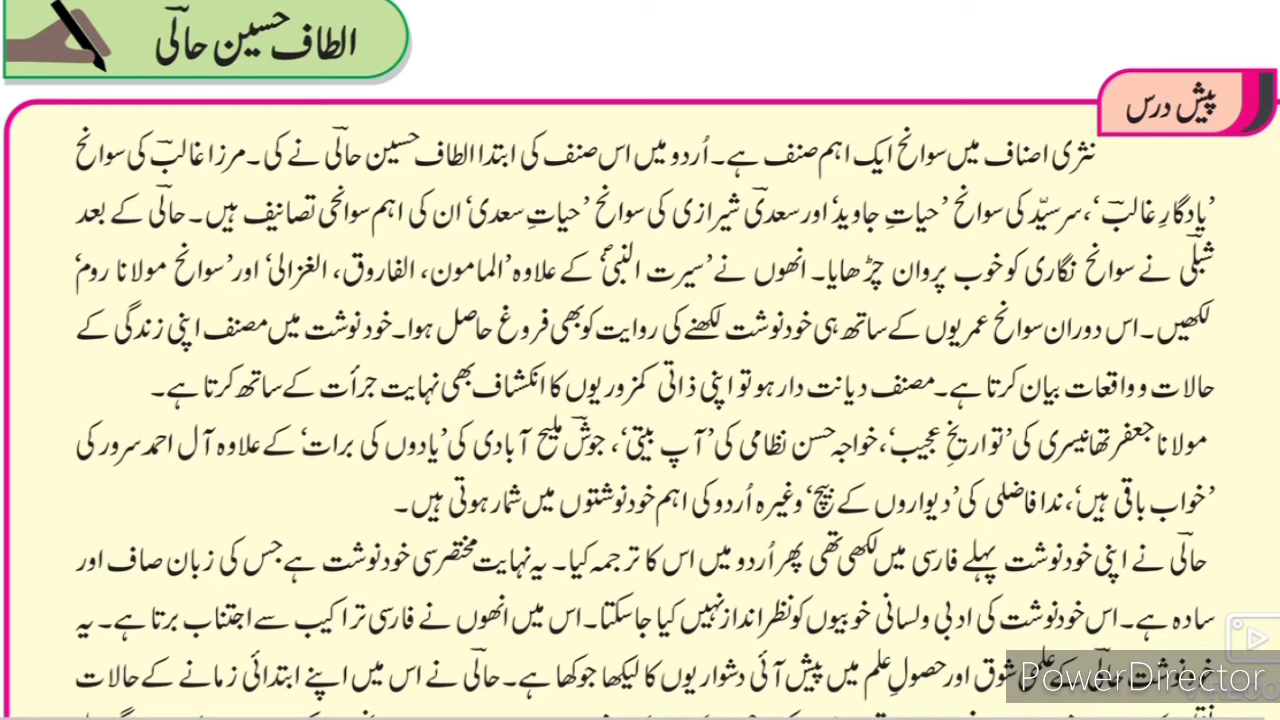 الطاف حسین حالؔی
پیش درس
نثری اصناف میں سوانح ایک اہم صنف ہے۔ اُردو میں اس صنف کی ابتدا الطاف حسین حالؔی نے کی۔ مرزا غالبؔ کی سوانح
’یادگارِ غالبؔ‘، سرسیّد کی سوانح ’حیاتِ جاوید‘ اور سعدیؔ شیرازی کی سوانح ’حیاتِ سعدی‘ ان کی اہم سوانحی تصانیف ہیں۔ حالؔی کے بعد
شبلؔی نے سوانح نگاری کو خوب پروان چڑھایا۔ انھوں نے ’سیرت النبیؐ‘ کے علاوہ ’المامون، الفاروق، الغزالی‘ اور ’سوانح مولانا روم‘
لکھیں۔ اس دوران سوانح عمریوں کے ساتھ ہی خودنوشت لکھنے کی روایت کو بھی فروغ حاصل ہوا۔ خودنوشت میں مصنف اپنی زندگی کے
حالات و واقعات بیان کرتا ہے۔ مصنف دیانت دار ہو تو اپنی ذاتی کمزوریوں کا انکشاف بھی نہایت جرأت کے ساتھ کرتا ہے۔
مولانا جعفر تھانیسری کی ’تواریخِ عجیب‘، خواجہ حسن نظامی کی ’آپ بیتی‘، جوشؔ ملیح آبادی کی ’یادوں کی برات‘ کے علاوہ آل احمد سرور کی
’خواب باقی ہیں‘، ندا فاضلی کی ’دیواروں کے بیچ‘ وغیرہ اُردو کی اہم خودنوشتوں میں شمار ہوتی ہیں۔
حالؔی نے اپنی خودنوشت پہلے فارسی میں لکھی تھی پھر اُردو میں اس کا ترجمہ کیا۔ یہ نہایت مختصر سی خودنوشت ہے جس کی زبان صاف اور
سادہ ہے۔ اس خودنوشت کی ادبی و لسانی خوبیوں کو نظر انداز نہیں کیا جاسکتا۔ اس میں انھوں نے فارسی تراکیب سے اجتناب برتا ہے۔ یہ
خودنوشت حالؔی کے علمی شوق اور حصولِ علم میں پیش آئی دشواریوں کا لیکھا جوکھا ہے۔ حالؔی نے اس میں اپنے ابتدائی زمانے کے حالات
PowerDirector